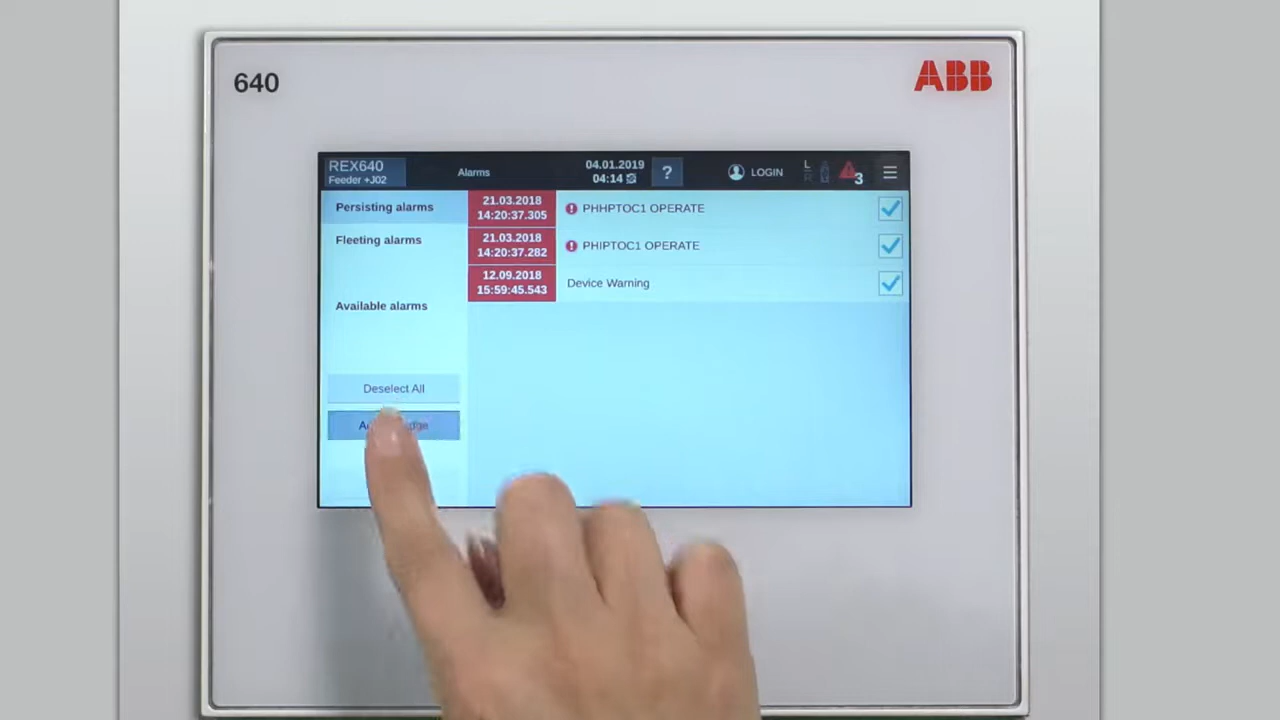 640
ABB
REX640
Feeder +J02
Alarms
04.01.2019
04:14
?
LOGIN
L
R
3
Persisting alarms
Fleeting alarms
Available alarms
Deselect All
21.03.2018
14:20:37.305
PHHPTOC1 OPERATE
21.03.2018
14:20:37.282
PHIPTOC1 OPERATE
12.09.2018
15:59:45.543
Device Warning